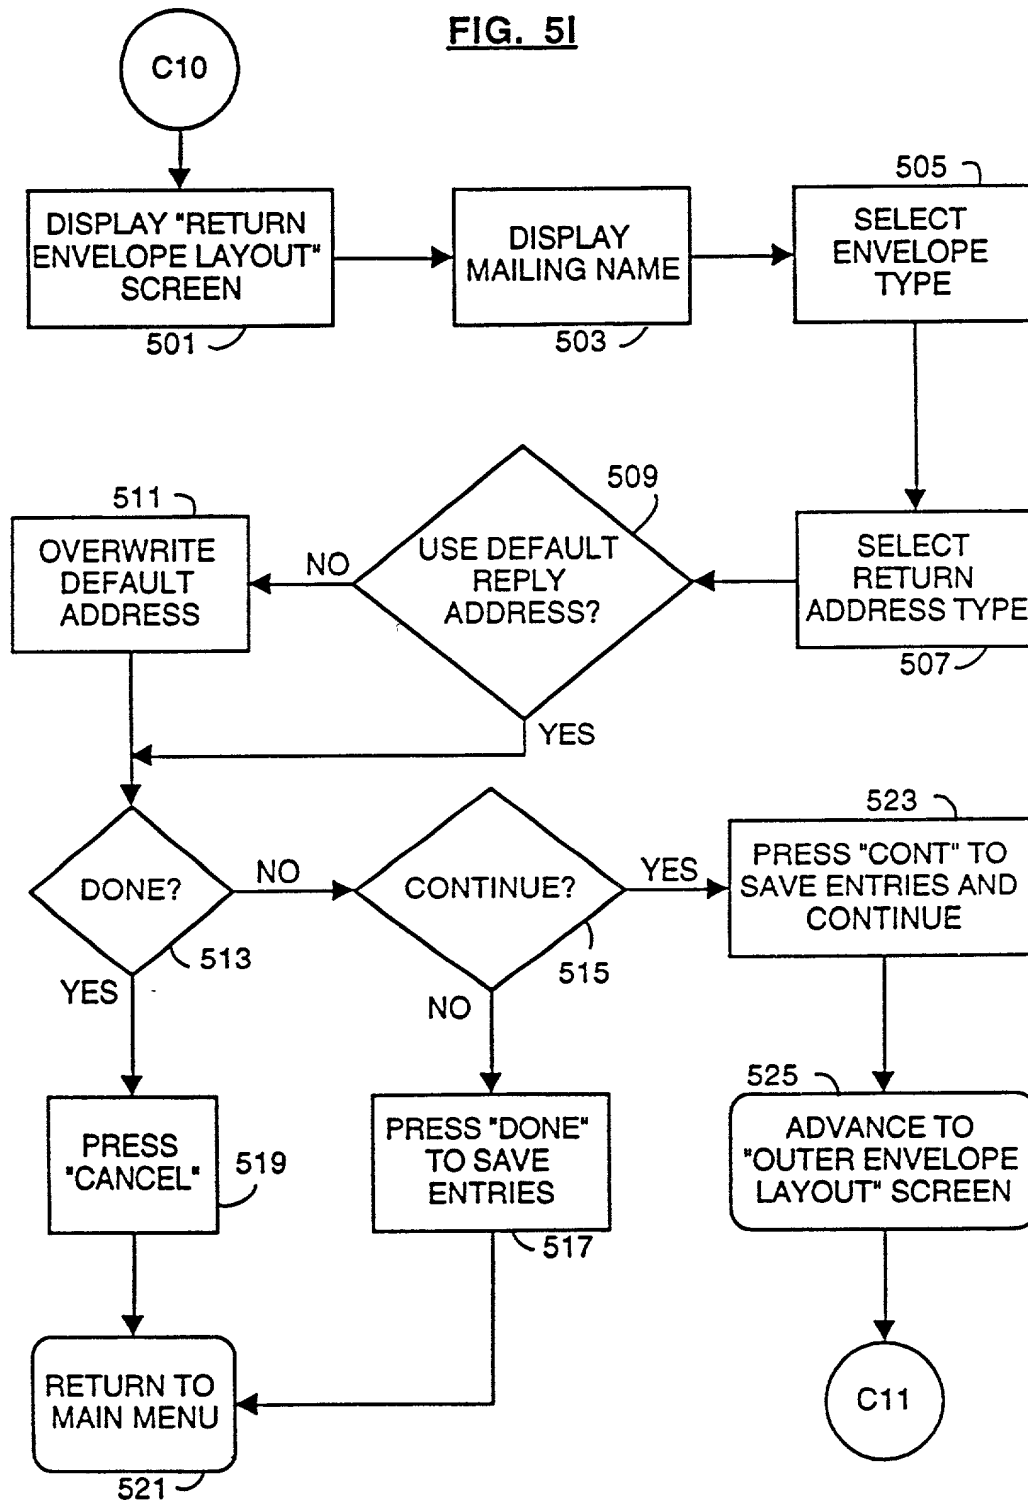 FIG. 5I
C10
DISPLAY "RETURN
ENVELOPE LAYOUT"
SCREEN
501
DISPLAY
MAILING NAME
503
505
SELECT
ENVELOPE
TYPE
511
OVERWRITE
DEFAULT
ADDRESS
NO
509
USE DEFAULT
REPLY
ADDRESS?
YES
SELECT
RETURN
ADDRESS TYPE
507
DONE?
513
NO
YES
CONTINUE?
515
YES
NO
523
PRESS "CONT" TO
SAVE ENTRIES AND
CONTINUE
PRESS
"CANCEL"
519
PRESS "DONE"
TO SAVE
ENTRIES
517
525
ADVANCE TO
"OUTER ENVELOPE
LAYOUT" SCREEN
RETURN TO
MAIN MENU
521
C11